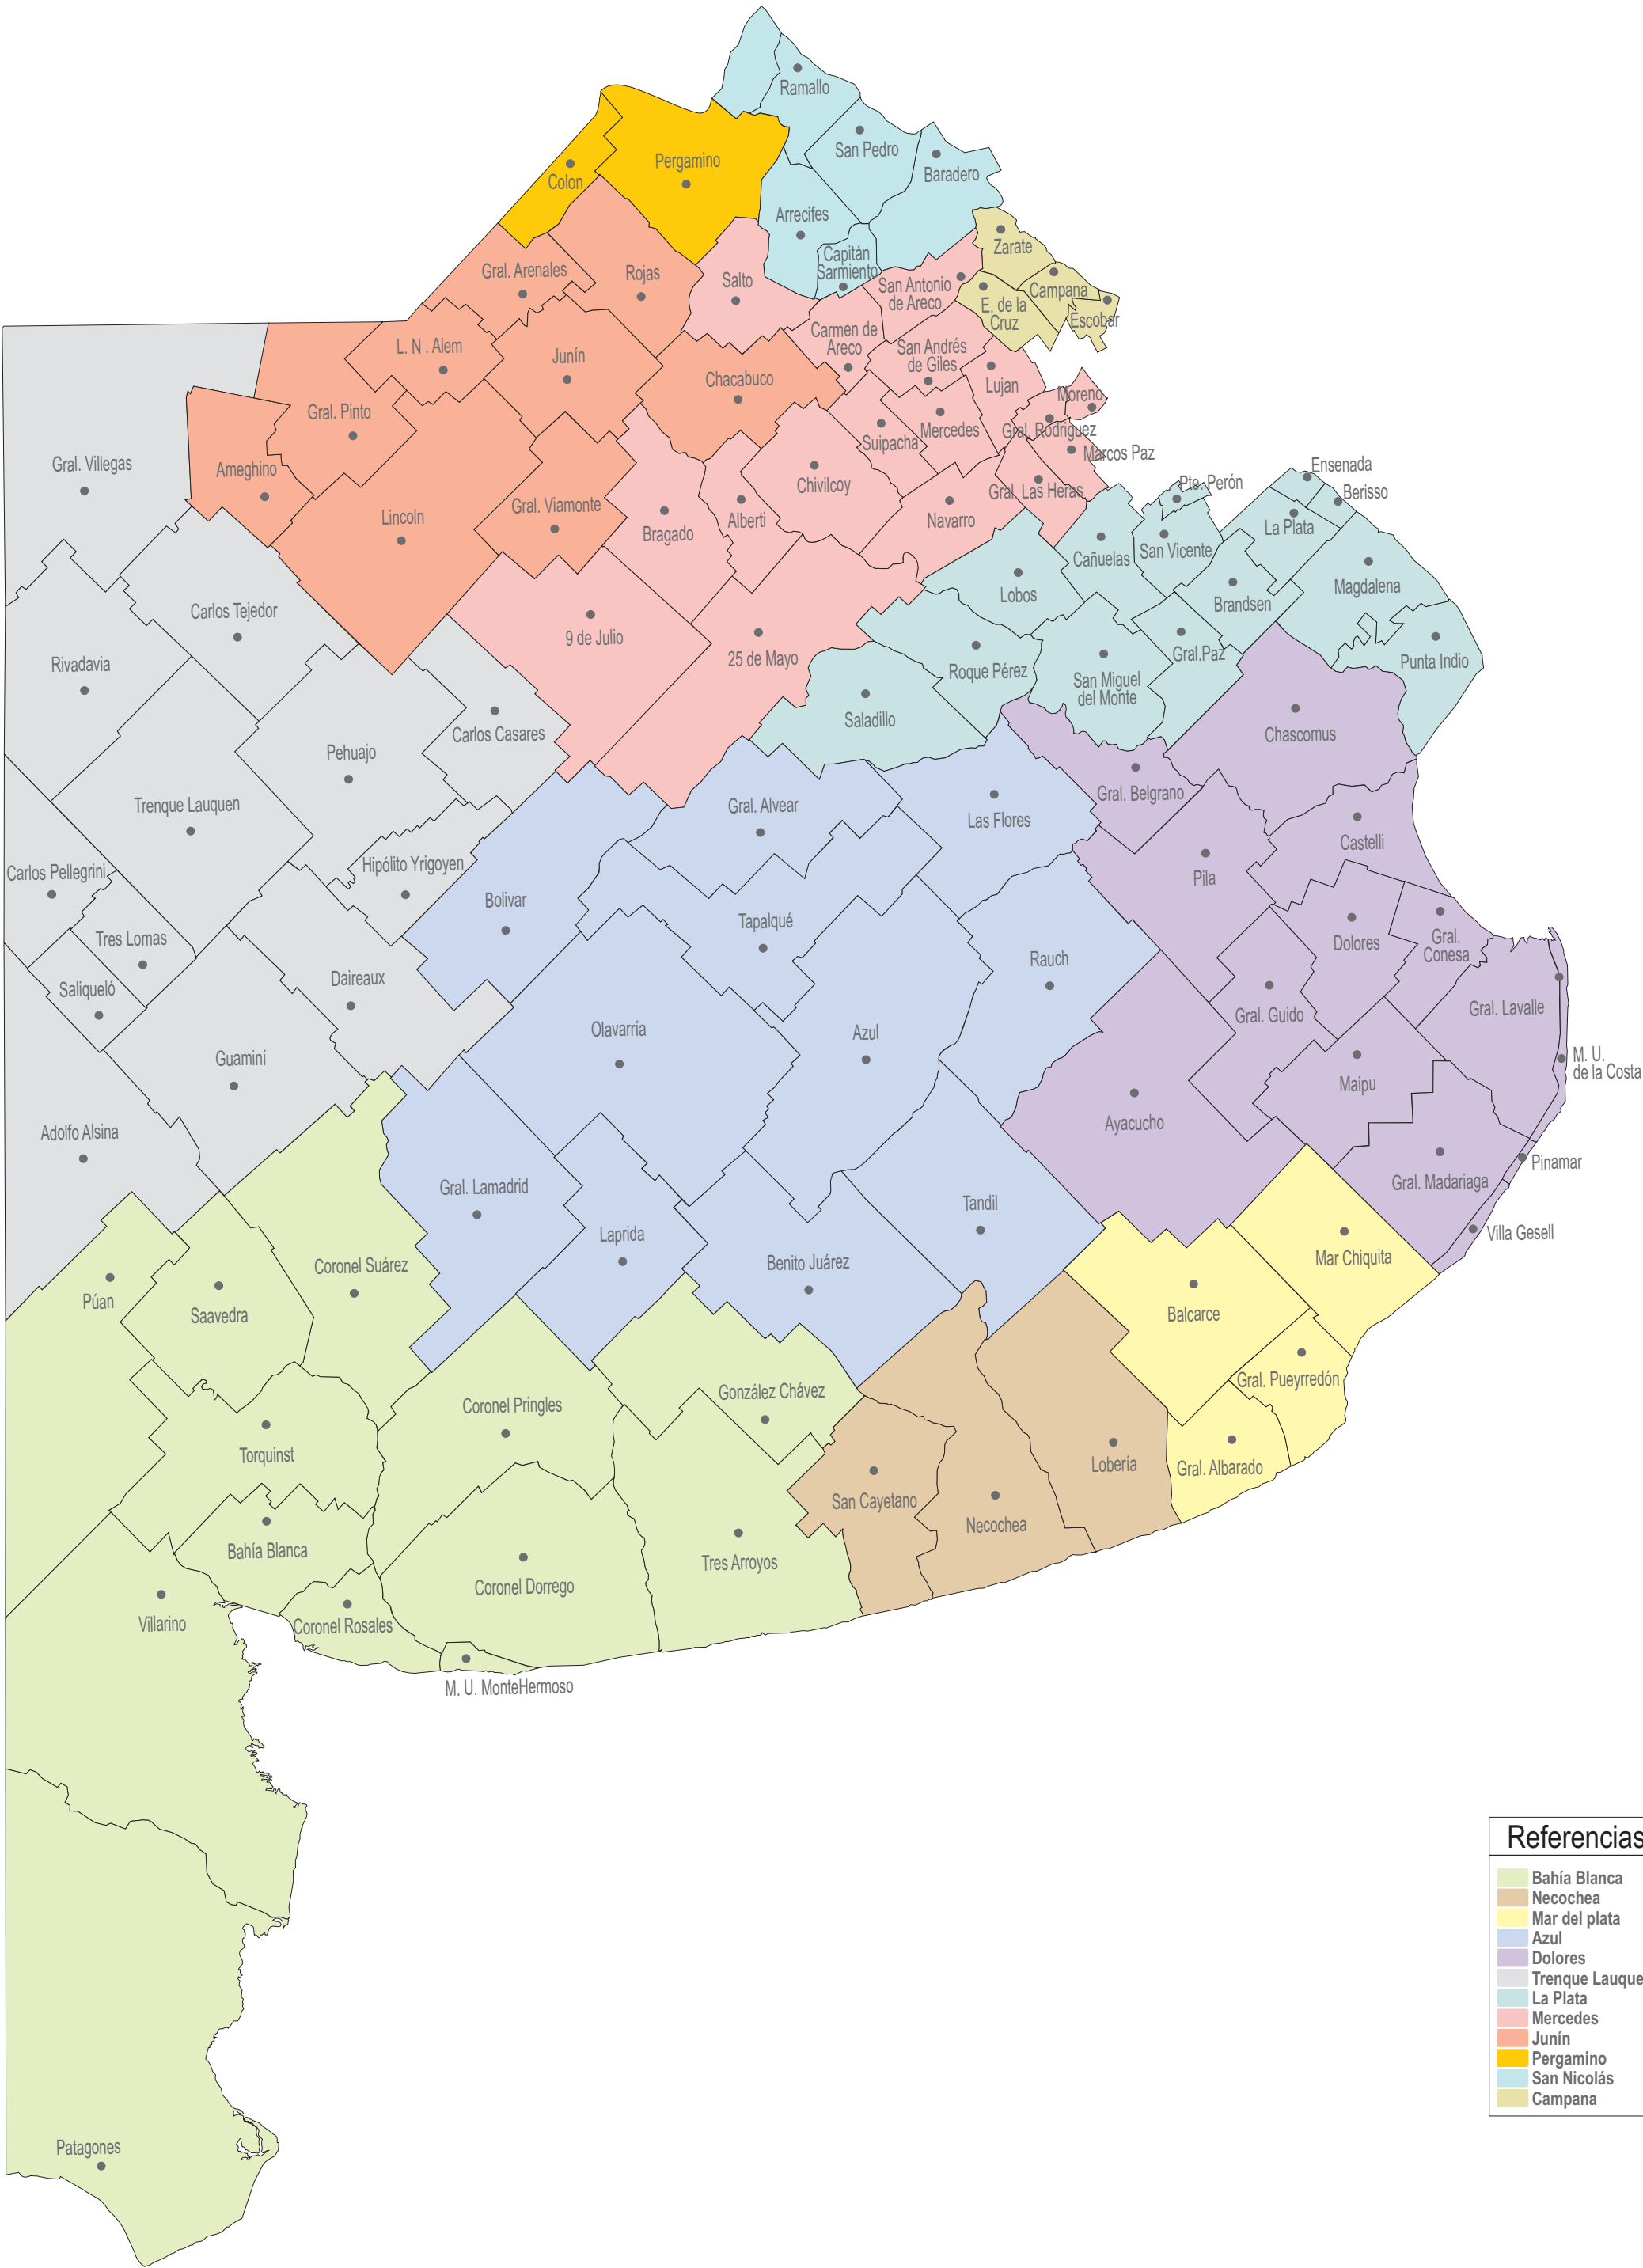 Ramallo
San Pedro
Baradero
Pergamino
Colon
Arrecifes
Zarate
Capitán
Sarmiento
Gral. Arenales
Rojas
Salto
San Antonio
de Areco
Campana
E. de la
Cruz
Escobar
Carmen de
Areco
L. N . Alem
Junín
San Andrés
de Giles
Chacabuco
Lujan
Moreno
Gral. Pinto
Gral. Rodriguez
Suipacha
Mercedes
Marcos Paz
Gral. Villegas
Ameghino
Ensenada
Pte. Perón
Berisso
Chivilcoy
Gral. Las Heras
Gral. Viamonte
Lincoln
Alberti
Navarro
La Plata
Bragado
San Vicente
Cañuelas
Magdalena
Lobos
Brandsen
Carlos Tejedor
9 de Julio
Rivadavia
25 de Mayo
Roque Pérez
Gral.Paz
Punta Indio
San Miguel
del Monte
Saladillo
Carlos Casares
Chascomus
Pehuajo
Trenque Lauquen
Gral. Alvear
Gral. Belgrano
Las Flores
Castelli
Carlos Pellegrini
Hipólito Yrigoyen
Pila
Bolivar
Tapalqué
Tres Lomas
Dolores
Gral.
Conesa
Rauch
Daireaux
Saliqueló
Gral. Guido
Gral. Lavalle
Olavarría
Azul
M. U.
de la Costa
Guaminí
Maipu
Ayacucho
Adolfo Alsina
Pinamar
Gral. Lamadrid
Gral. Madariaga
Tandil
Laprida
Villa Gesell
Coronel Suárez
Benito Juárez
Mar Chiquita
Púan
Saavedra
Balcarce
Gral. Pueyrredón
González Chávez
Coronel Pringles
Torquinst
Lobería
Gral. Albarado
San Cayetano
Necochea
Bahía Blanca
Tres Arroyos
Coronel Dorrego
Villarino
Coronel Rosales
M. U. MonteHermoso
Patagones
Referencias
Bahía Blanca
Necochea
Mar del plata
Azul
Dolores
Trenque Lauque
La Plata
Mercedes
Junín
Pergamino
San Nicolás
Campana